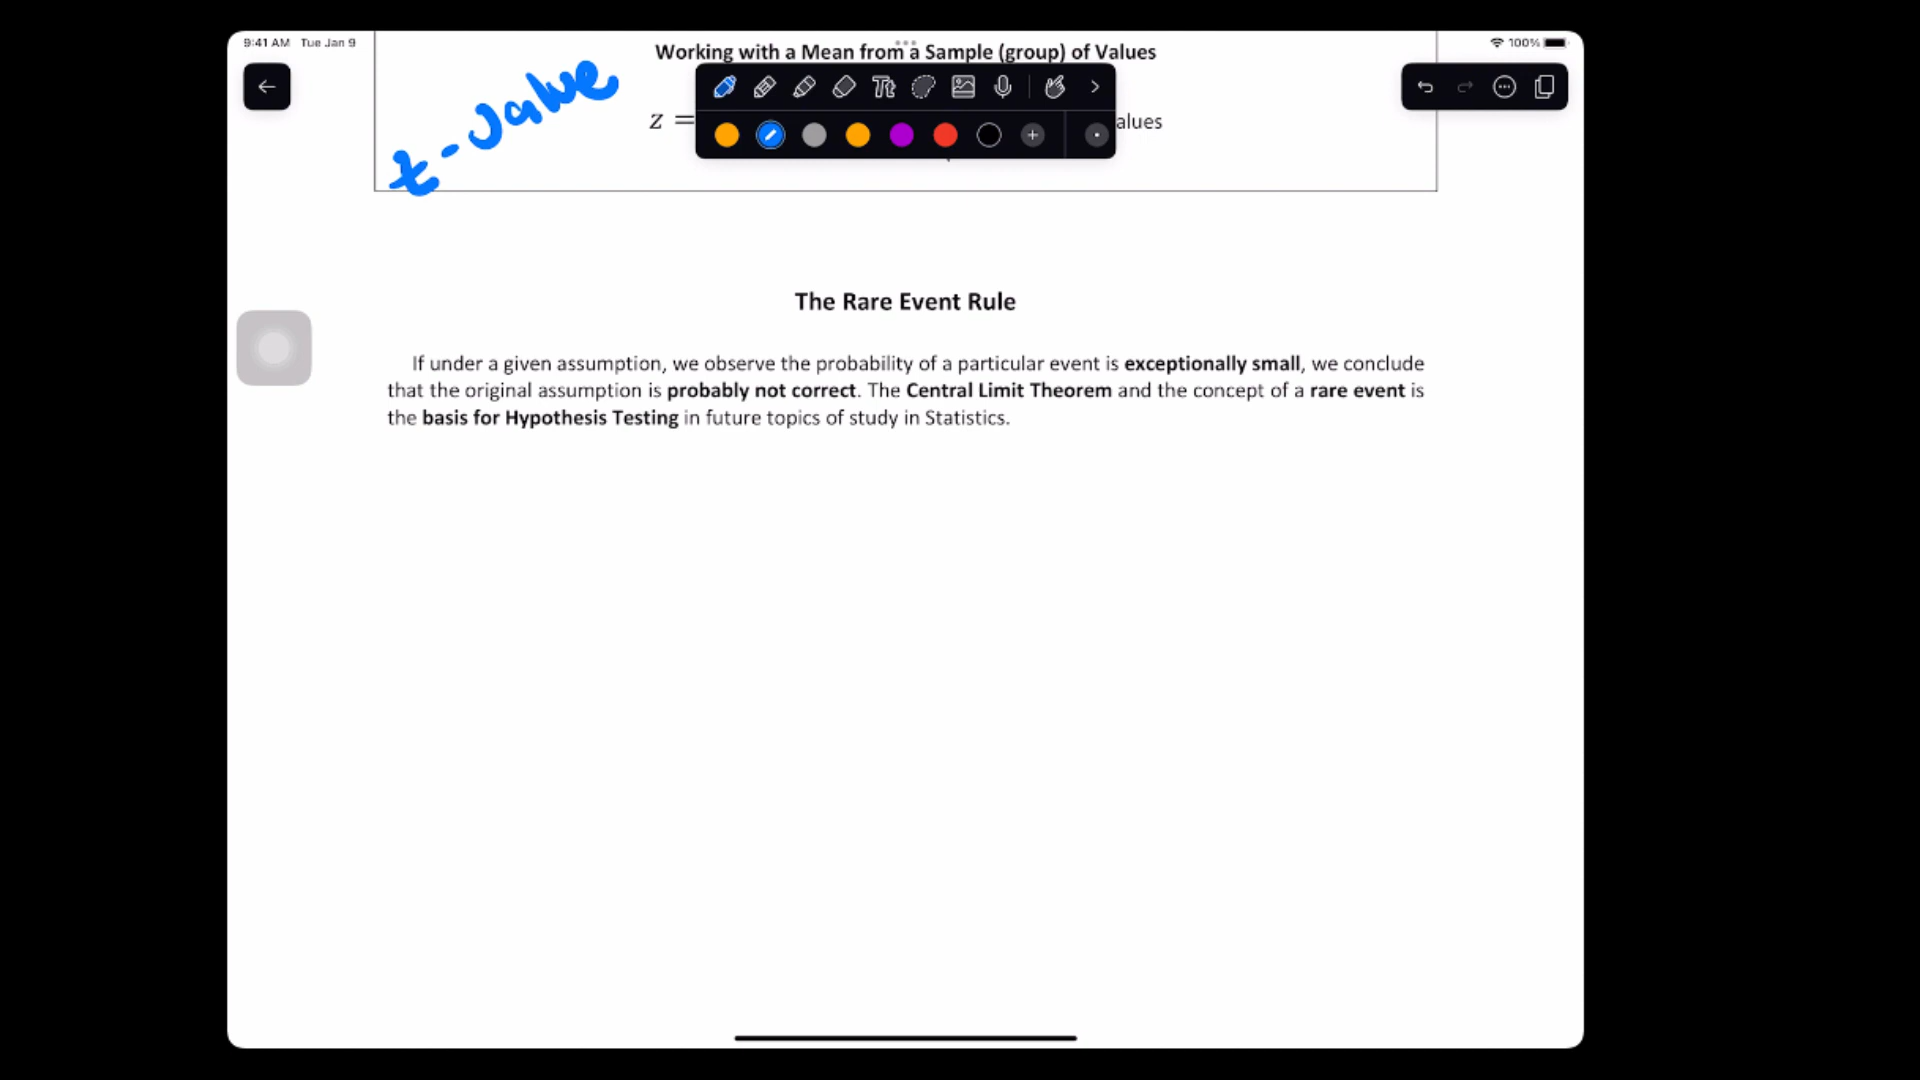 9:41 AM Tue Jan 9
100%
Working with a Mean from a Sample (group) of Values
z =
alues
Tt
The Rare Event Rule
If under a given assumption, we observe the probability of a particular event is exceptionally small, we conclude
that the original assumption is probably not correct. The Central Limit Theorem and the concept of a rare event is
the basis for Hypothesis Testing in future topics of study in Statistics.